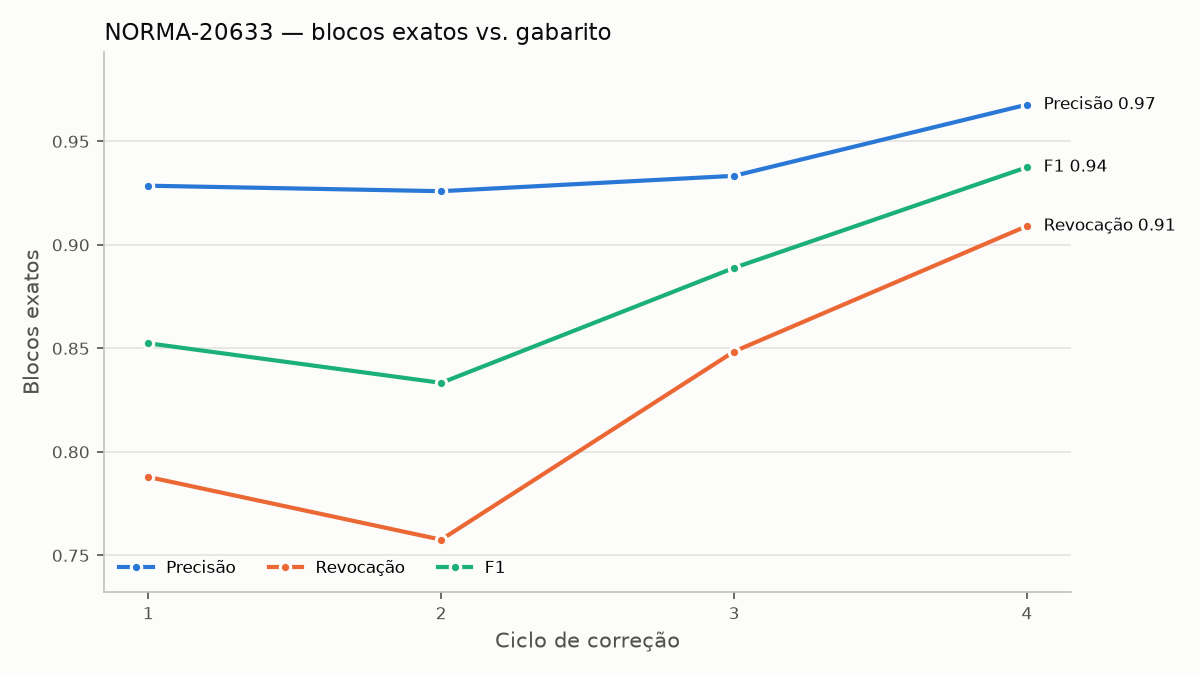 NORMA-20633 — blocos exatos vs. gabarito
Blocos exatos
0.95
0.90
0.85
0.80
0.75
Precisão 0.97
F1 0.94
Revocação 0.91
Precisão
Revocação
F1
1
2
3
4
Ciclo de correção